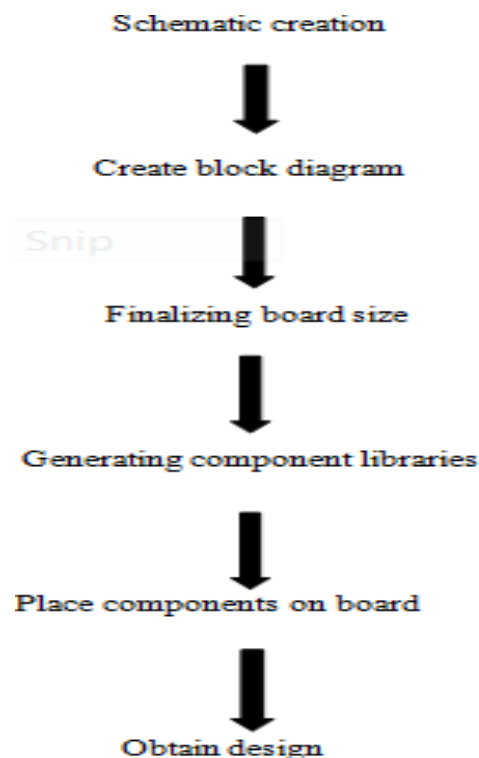 Schematic creation
Create block diagram
Snip
Finalizing board size
Generating component libraries
Place components on board
Obtain design